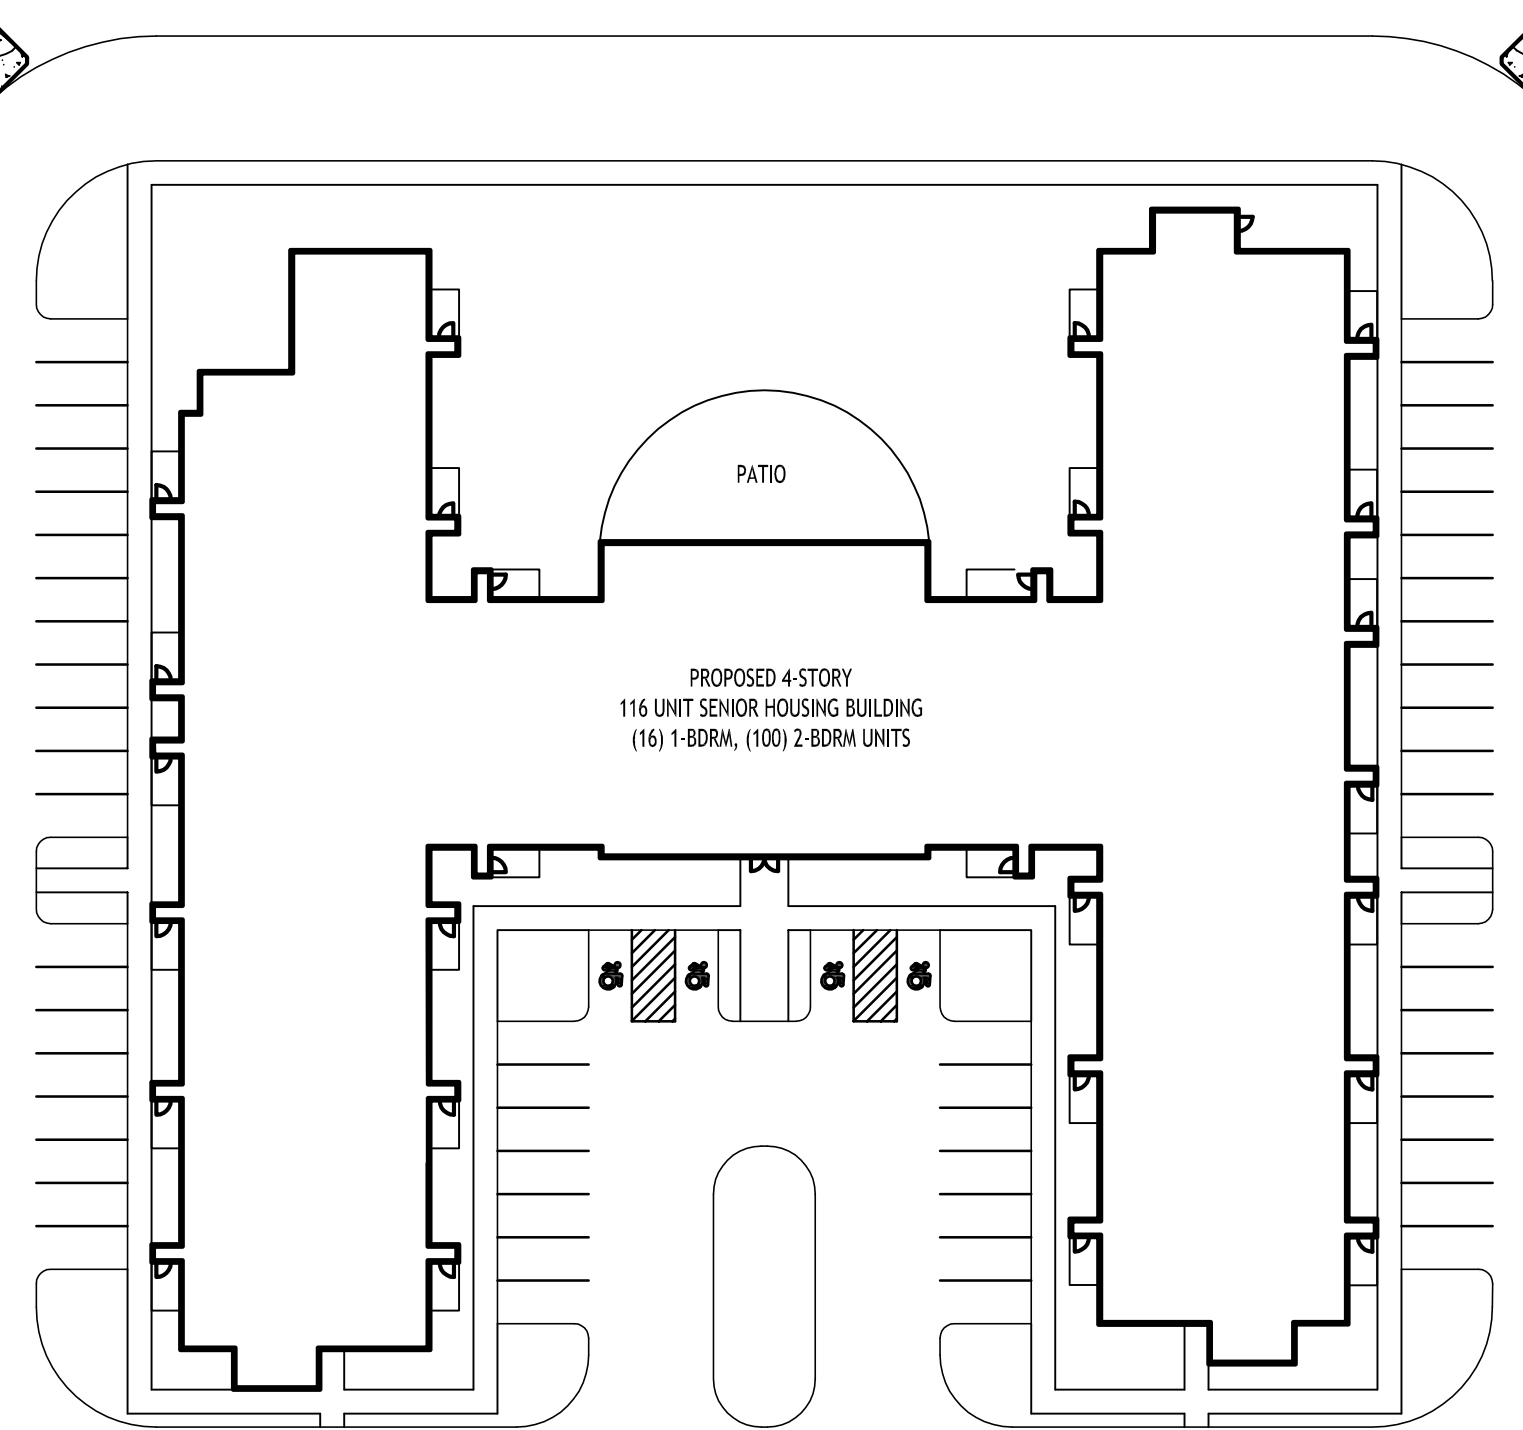 PATIO
PROPOSED 4-STORY
116 UNIT SENIOR HOUSING BUILDING
(16) 1-BDRM, (100) 2-BDRM UNITS